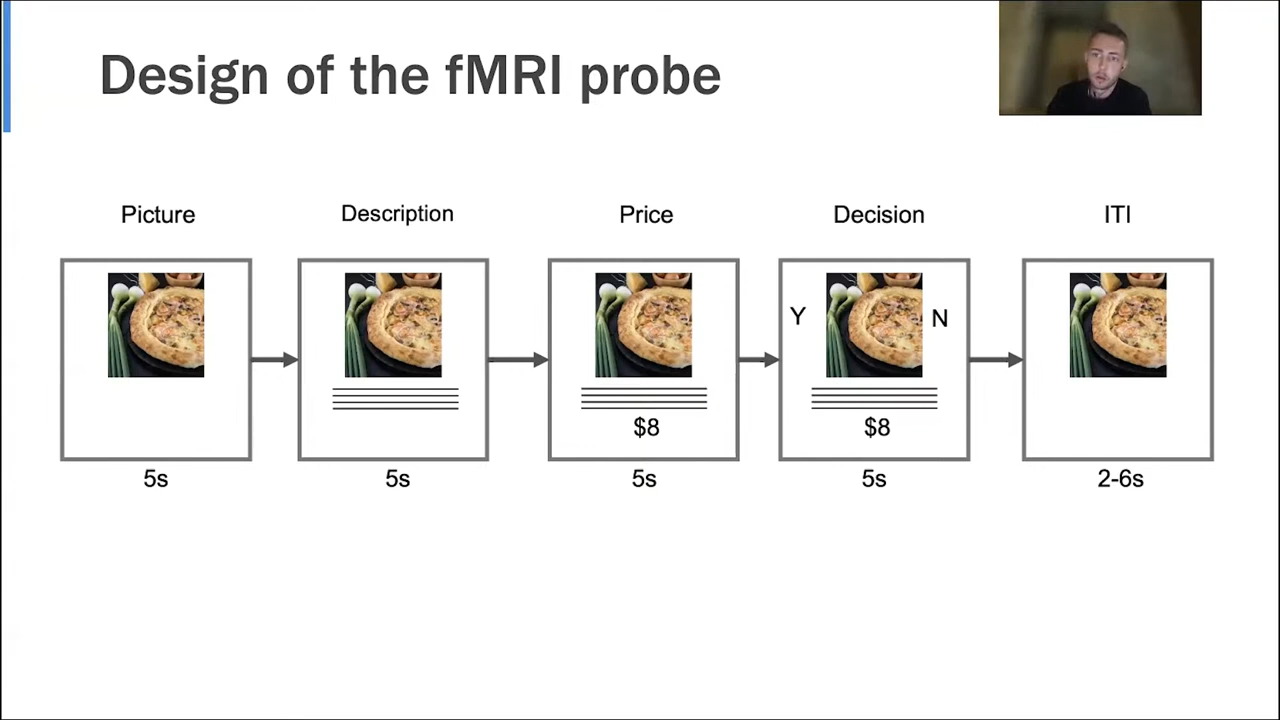 Design of the fMRI probe
Picture
Description
Price
Decision
ITI
Y
N
$8
$8
5s
5s
5s
5s
2-6s